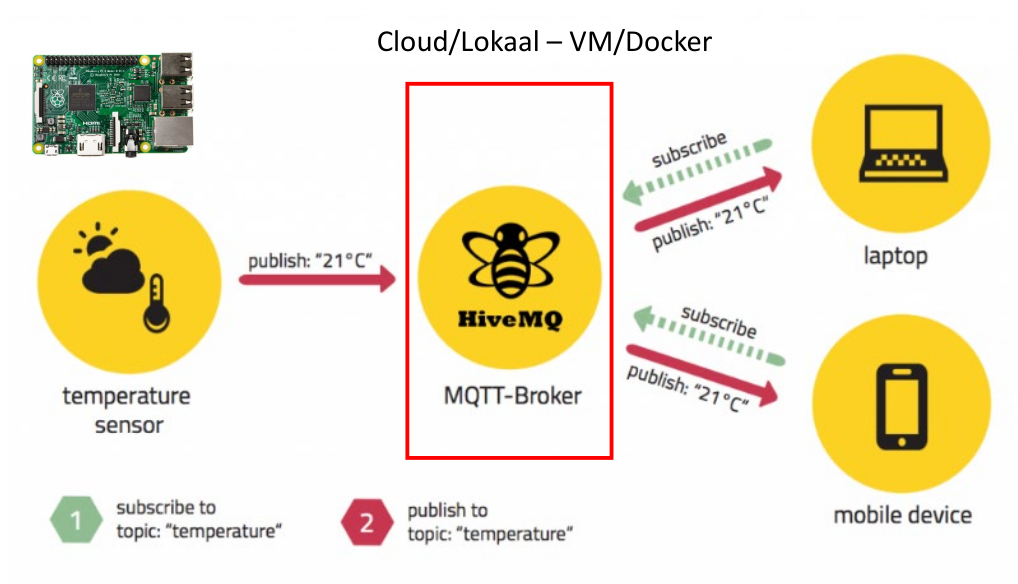 Cloud/Lokaal – VM/Docker
HDMI
publish: "21°C"
HiveMQ
MQTT-Broker
subscribe
publish: "21°C"
laptop
subscribe
publish: "21°C"
mobile device
temperature
sensor
1
subscribe to
topic: "temperature"
2
publish to
topic: "temperature"